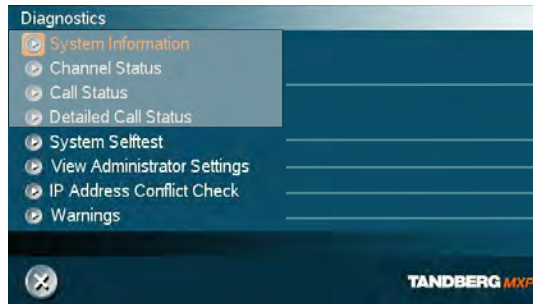 Diagnostics
System Information
Channel Status
Call Status
Detailed Call Status
System Selftest
View Administrator Settings
IP Address Conflict Check
Warnings
TANDBERG MXP